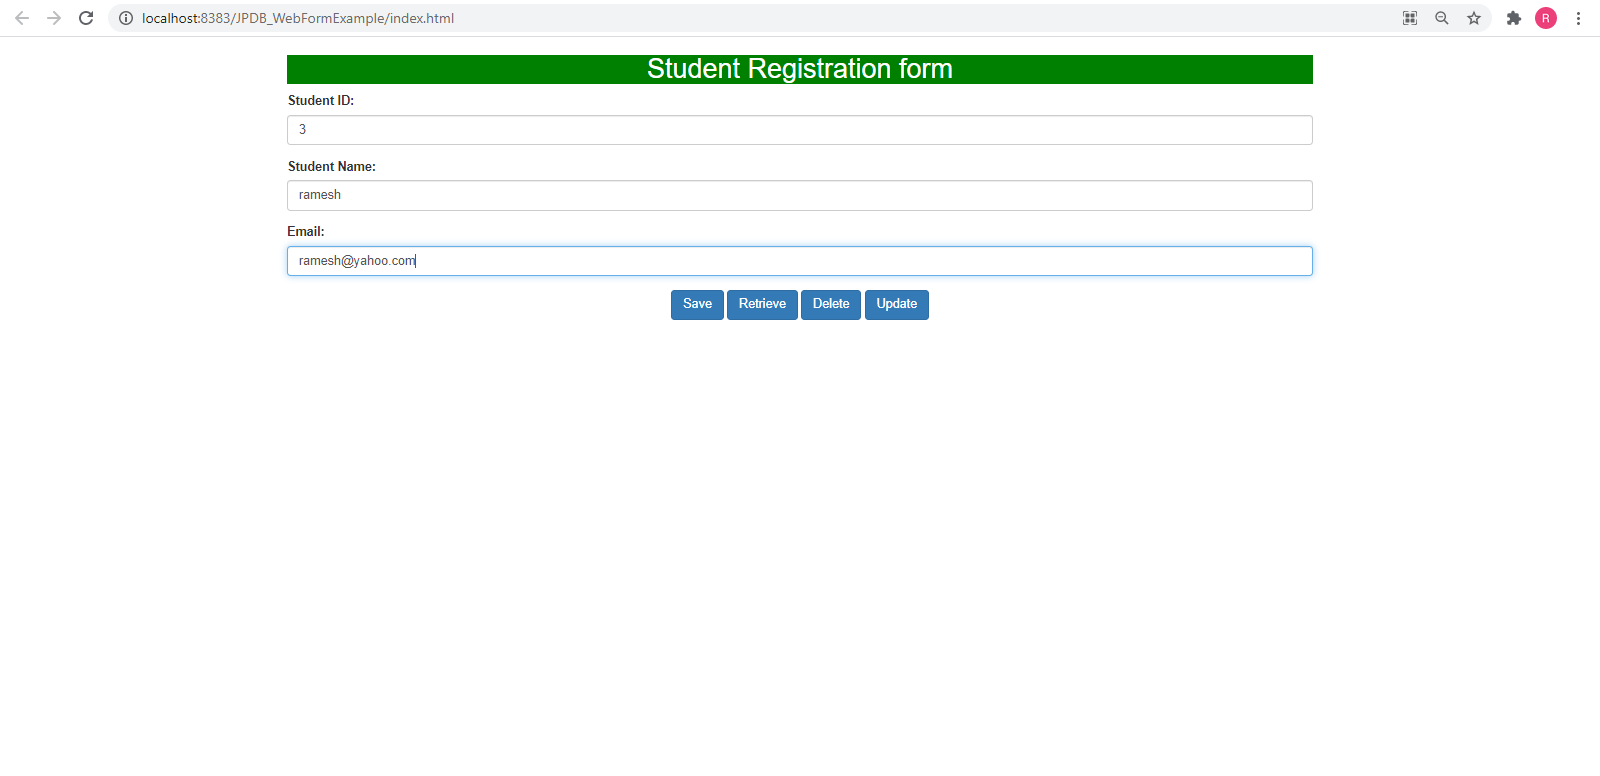 localhost:8383/JPDB_WebFormExample/index.html
R
Student Registration form
Student ID:
3
Student Name:
ramesh
Email:
ramesh@yahoo.com
Save Retrieve Delete Update